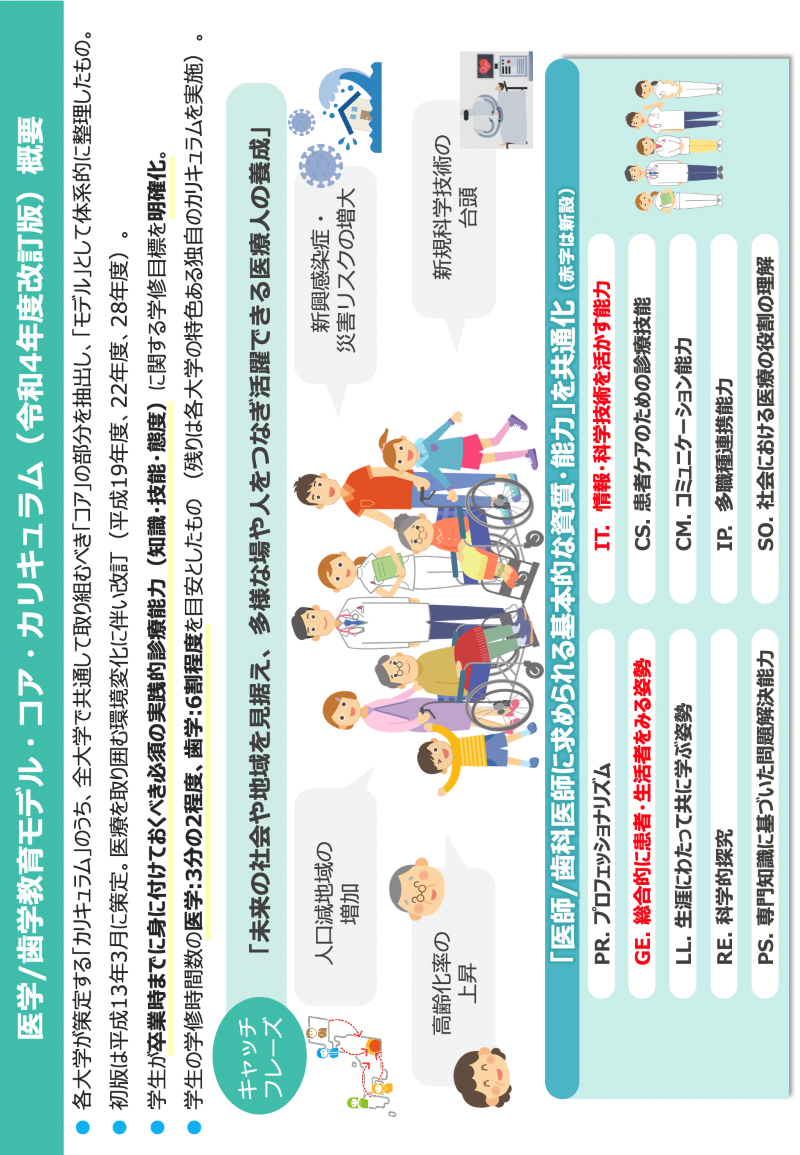 医学/歯学教育モデル・コア・カリキュラム（令和4年度改訂版）概要
● 各大学が策定する「カリキュラム」のうち、全大学で共通して取り組むべき「コア」の部分を抽出し、「モデル」として体系的に整理したもの。
● 初版は平成13年3月に策定。医療を取り囲む環境変化に伴い改訂（平成19年度、22年度、28年度）。
● 学生が卒業時までに身に付けておくべき必須の実践的診療能力（知識・技能・態度）に関する学修目標を明確化。
● 学生の学修時間数の医学：3分の2程度、歯学：6割程度を目安としたもの（残りは各大学の特色ある独自のカリキュラムを実施）。
キャッチ
フレーズ
「未来の社会や地域を見据え、多様な場や人をつなぎ活躍できる医療人の養成」
人口減地域の
増加
新興感染症・
災害リスクの増大
高齢化率の
上昇
新規科学技術の
台頭
「医師/歯科医師に求められる基本的な資質・能力」を共通化（赤字は新設）
PR. プロフェッショナリズム
GE. 総合的に患者・生活者をみる姿勢
LL. 生涯にわたって共に学ぶ姿勢
RE. 科学的探究
PS. 専門知識に基づいた問題解決能力
IT. 情報・科学技術を活かす能力
CS. 患者ケアのための診療技能
CM. コミュニケーション能力
IP. 多職種連携能力
SO. 社会における医療の役割の理解